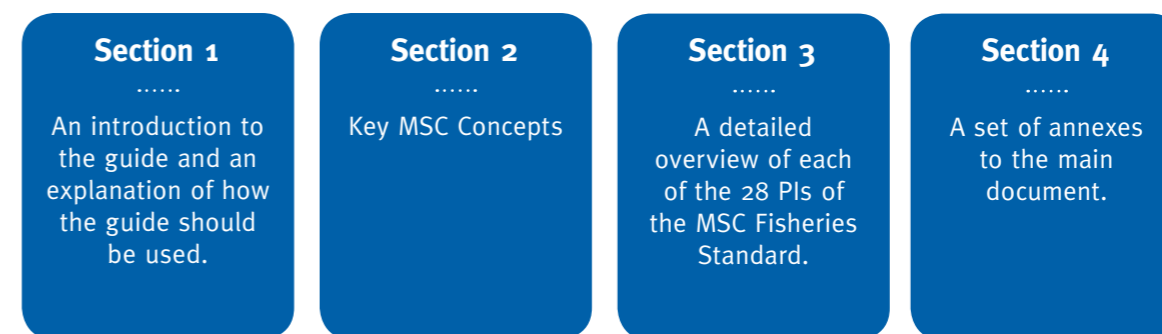 Section 1
......
An introduction to
the guide and an
explanation of how
the guide should
be used.
Section 2
......
Key MSC Concepts
Section 3
......
A detailed
overview of each
of the 28 PIs of
the MSC Fisheries
Standard.
Section 4
......
A set of annexes
to the main
document.